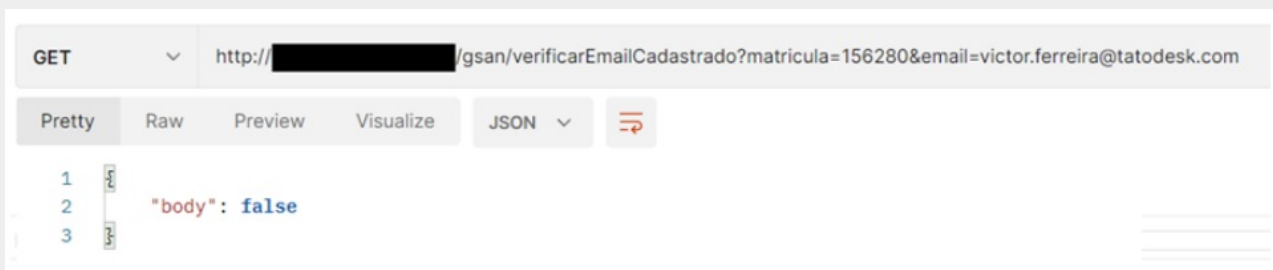 GET http:// /gsan/verificarEmailCadastrado?matricula=156280&email=victor.ferreira@tatodesk.com
Pretty Raw Preview Visualize JSON
1 {
2 "body": false
3 }